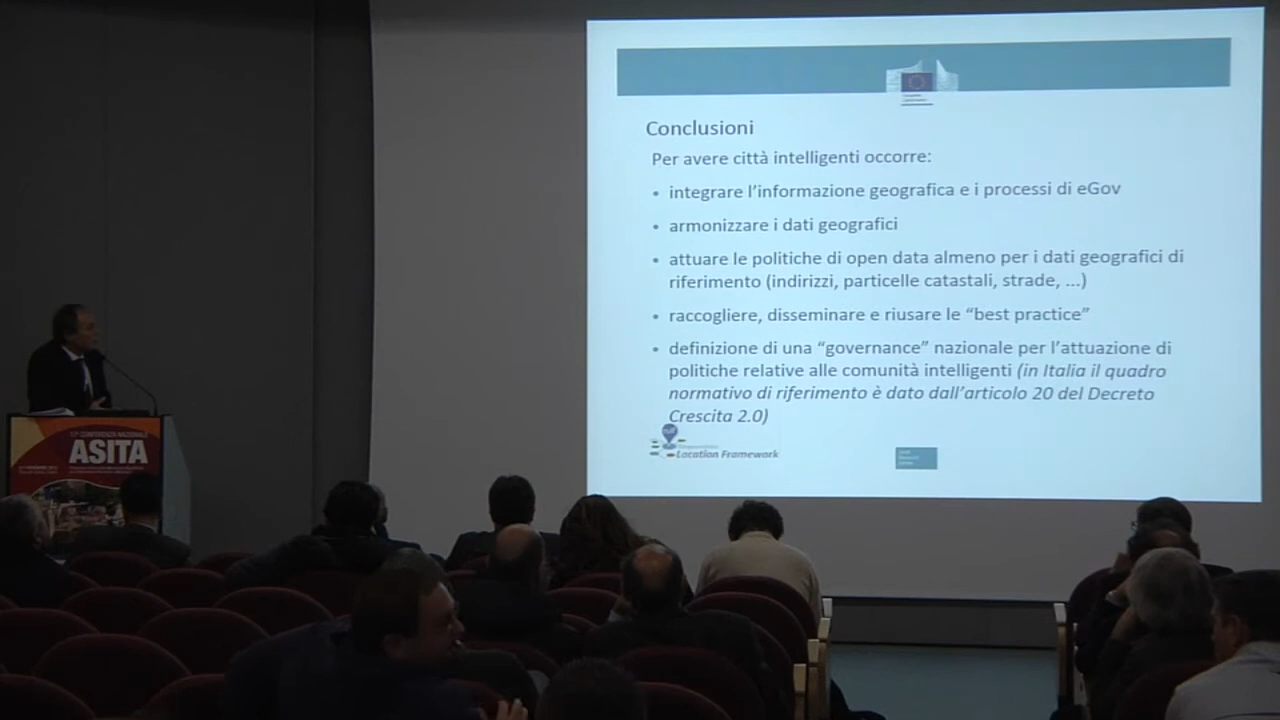 Conclusioni
Per avere città intelligenti occorre:
• integrare l'informazione geografica e i processi di eGov
• armonizzare i dati geografici
• attuare le politiche di open data almeno per i dati geografici di
riferimento (indirizzi, particelle catastali, strade, ...)
• raccogliere, disseminare e riusare le “best practice”
• definizione di una “governance” nazionale per l'attuazione di
politiche relative alle comunità intelligenti (in Italia il quadro
normativo di riferimento è dato dall'articolo 20 del Decreto
Crescita 2.0)
Location Framework
17ª CONFERENZA NAZIONALE
ASITA